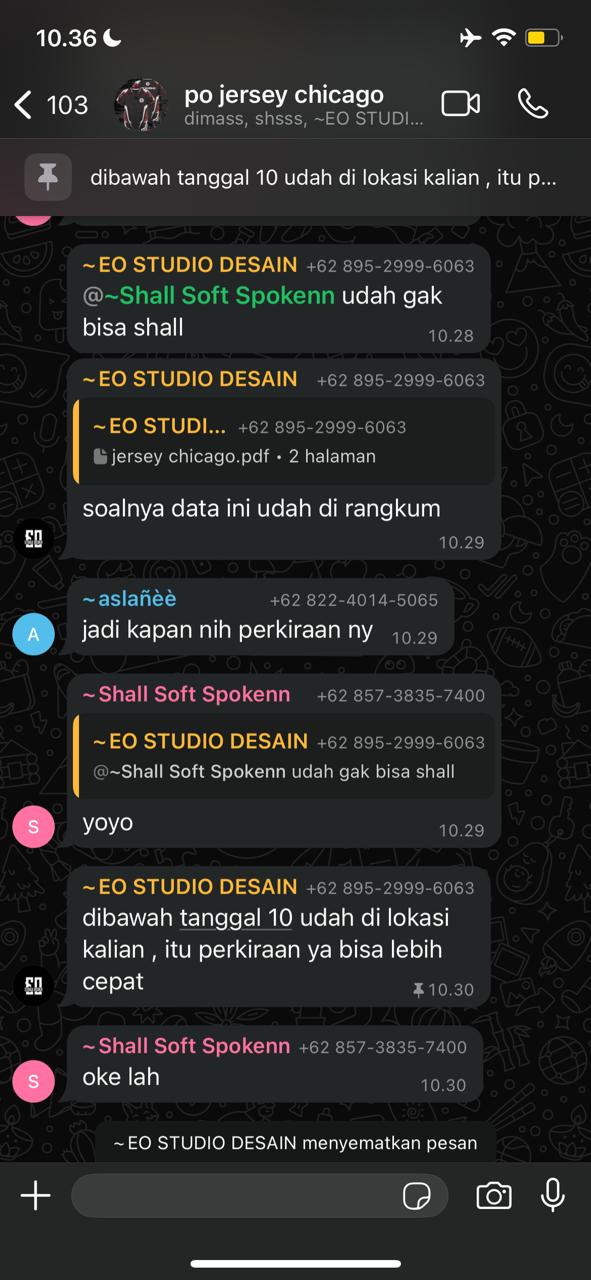 10.36
103
po jersey chicago
dimass, shsss, ~EO STUDI...
dibawah tanggal 10 udah di lokasi kalian , itu p...
~EO STUDIO DESAIN +62 895-2999-6063
@~Shall Soft Spokenn udah gak
bisa shall
10.28
~EO STUDIO DESAIN +62 895-2999-6063
~EO STUDI... +62 895-2999-6063
jersey chicago.pdf • 2 halaman
soalnya data ini udah di rangkum
10.29
EO
~aslañèè +62 822-4014-5065
A
jadi kapan nih perkiraan ny 10.29
~Shall Soft Spokenn +62 857-3835-7400
~EO STUDIO DESAIN +62 895-2999-6063
@~Shall Soft Spokenn udah gak bisa shall
S
yoyo
10.29
~EO STUDIO DESAIN +62 895-2999-6063
dibawah tanggal 10 udah di lokasi
kalian , itu perkiraan ya bisa lebih
cepat
10.30
EO
~Shall Soft Spokenn +62 857-3835-7400
S
oke lah
10.30
~EO STUDIO DESAIN menyematkan pesan